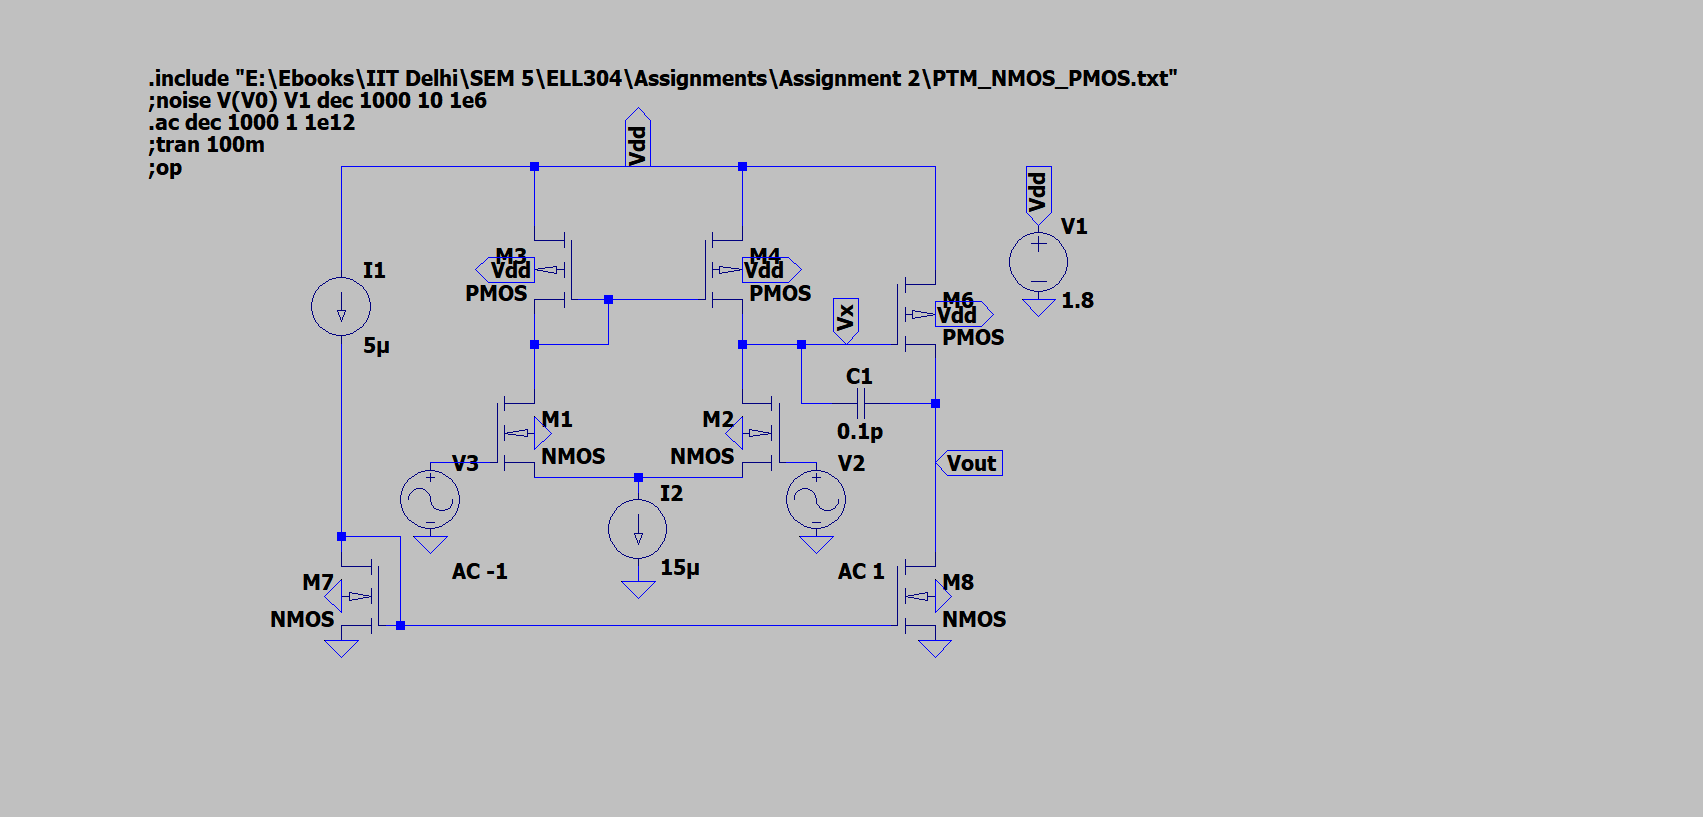 .include "E:\Ebooks\IIT Delhi\SEM 5\ELL304\Assignments\Assignment 2\PTM_NMOS_PMOS.txt"
;noise V(V0) V1 dec 1000 10 1e6
.ac dec 1000 1 1e12
;tran 100m
;op
Vdd
Vdd
V1
1.8
I1
5µ
M3
Vdd
PMOS
M4
Vdd
PMOS
Vx
M6
Vdd
PMOS
C1
0.1p
M1
NMOS
M2
NMOS
V3
AC -1
I2
15µ
V2
AC 1
Vout
M7
NMOS
M8
NMOS